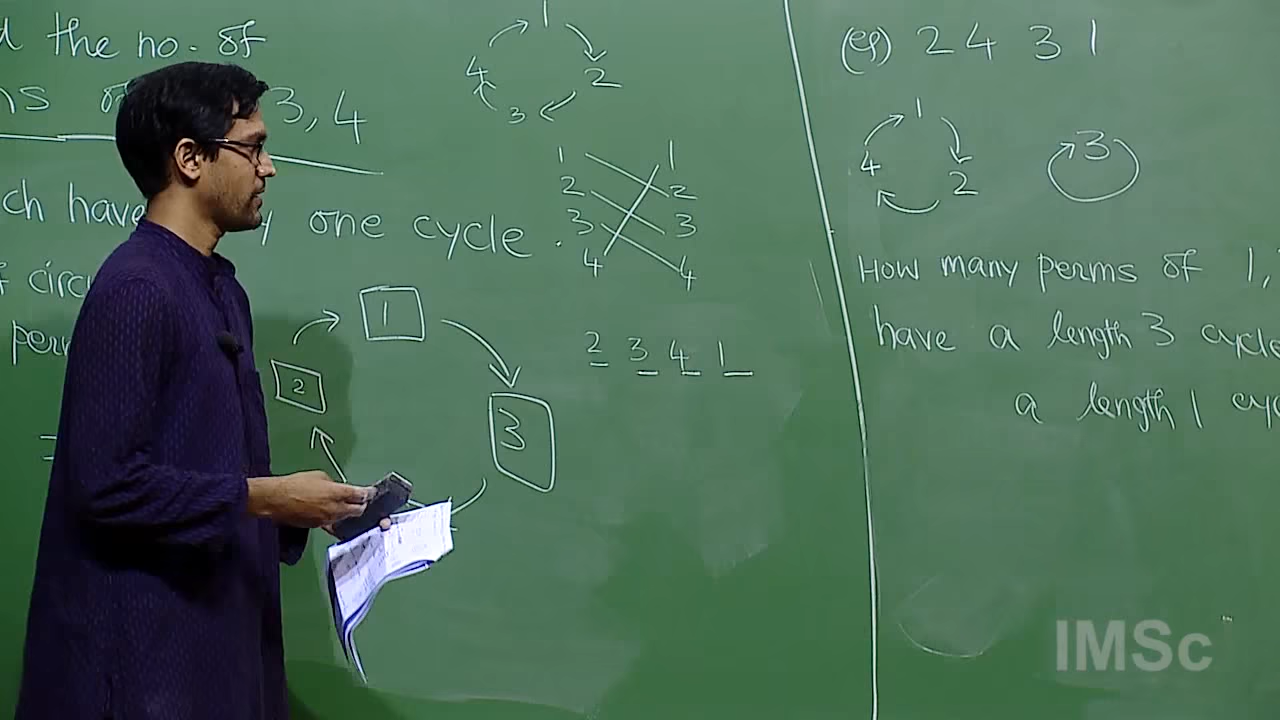 the no. of
of 3, 4
have one cycle.
of circ
perm
1
4 2
3
1 1
2 2
3 3
4 4
2 3 4 1
1
2
3
(eg) 2 4 3 1
1
4 2
3
How many perms of 1,
have a length 3 cycle
a length 1 cyc
IMSc